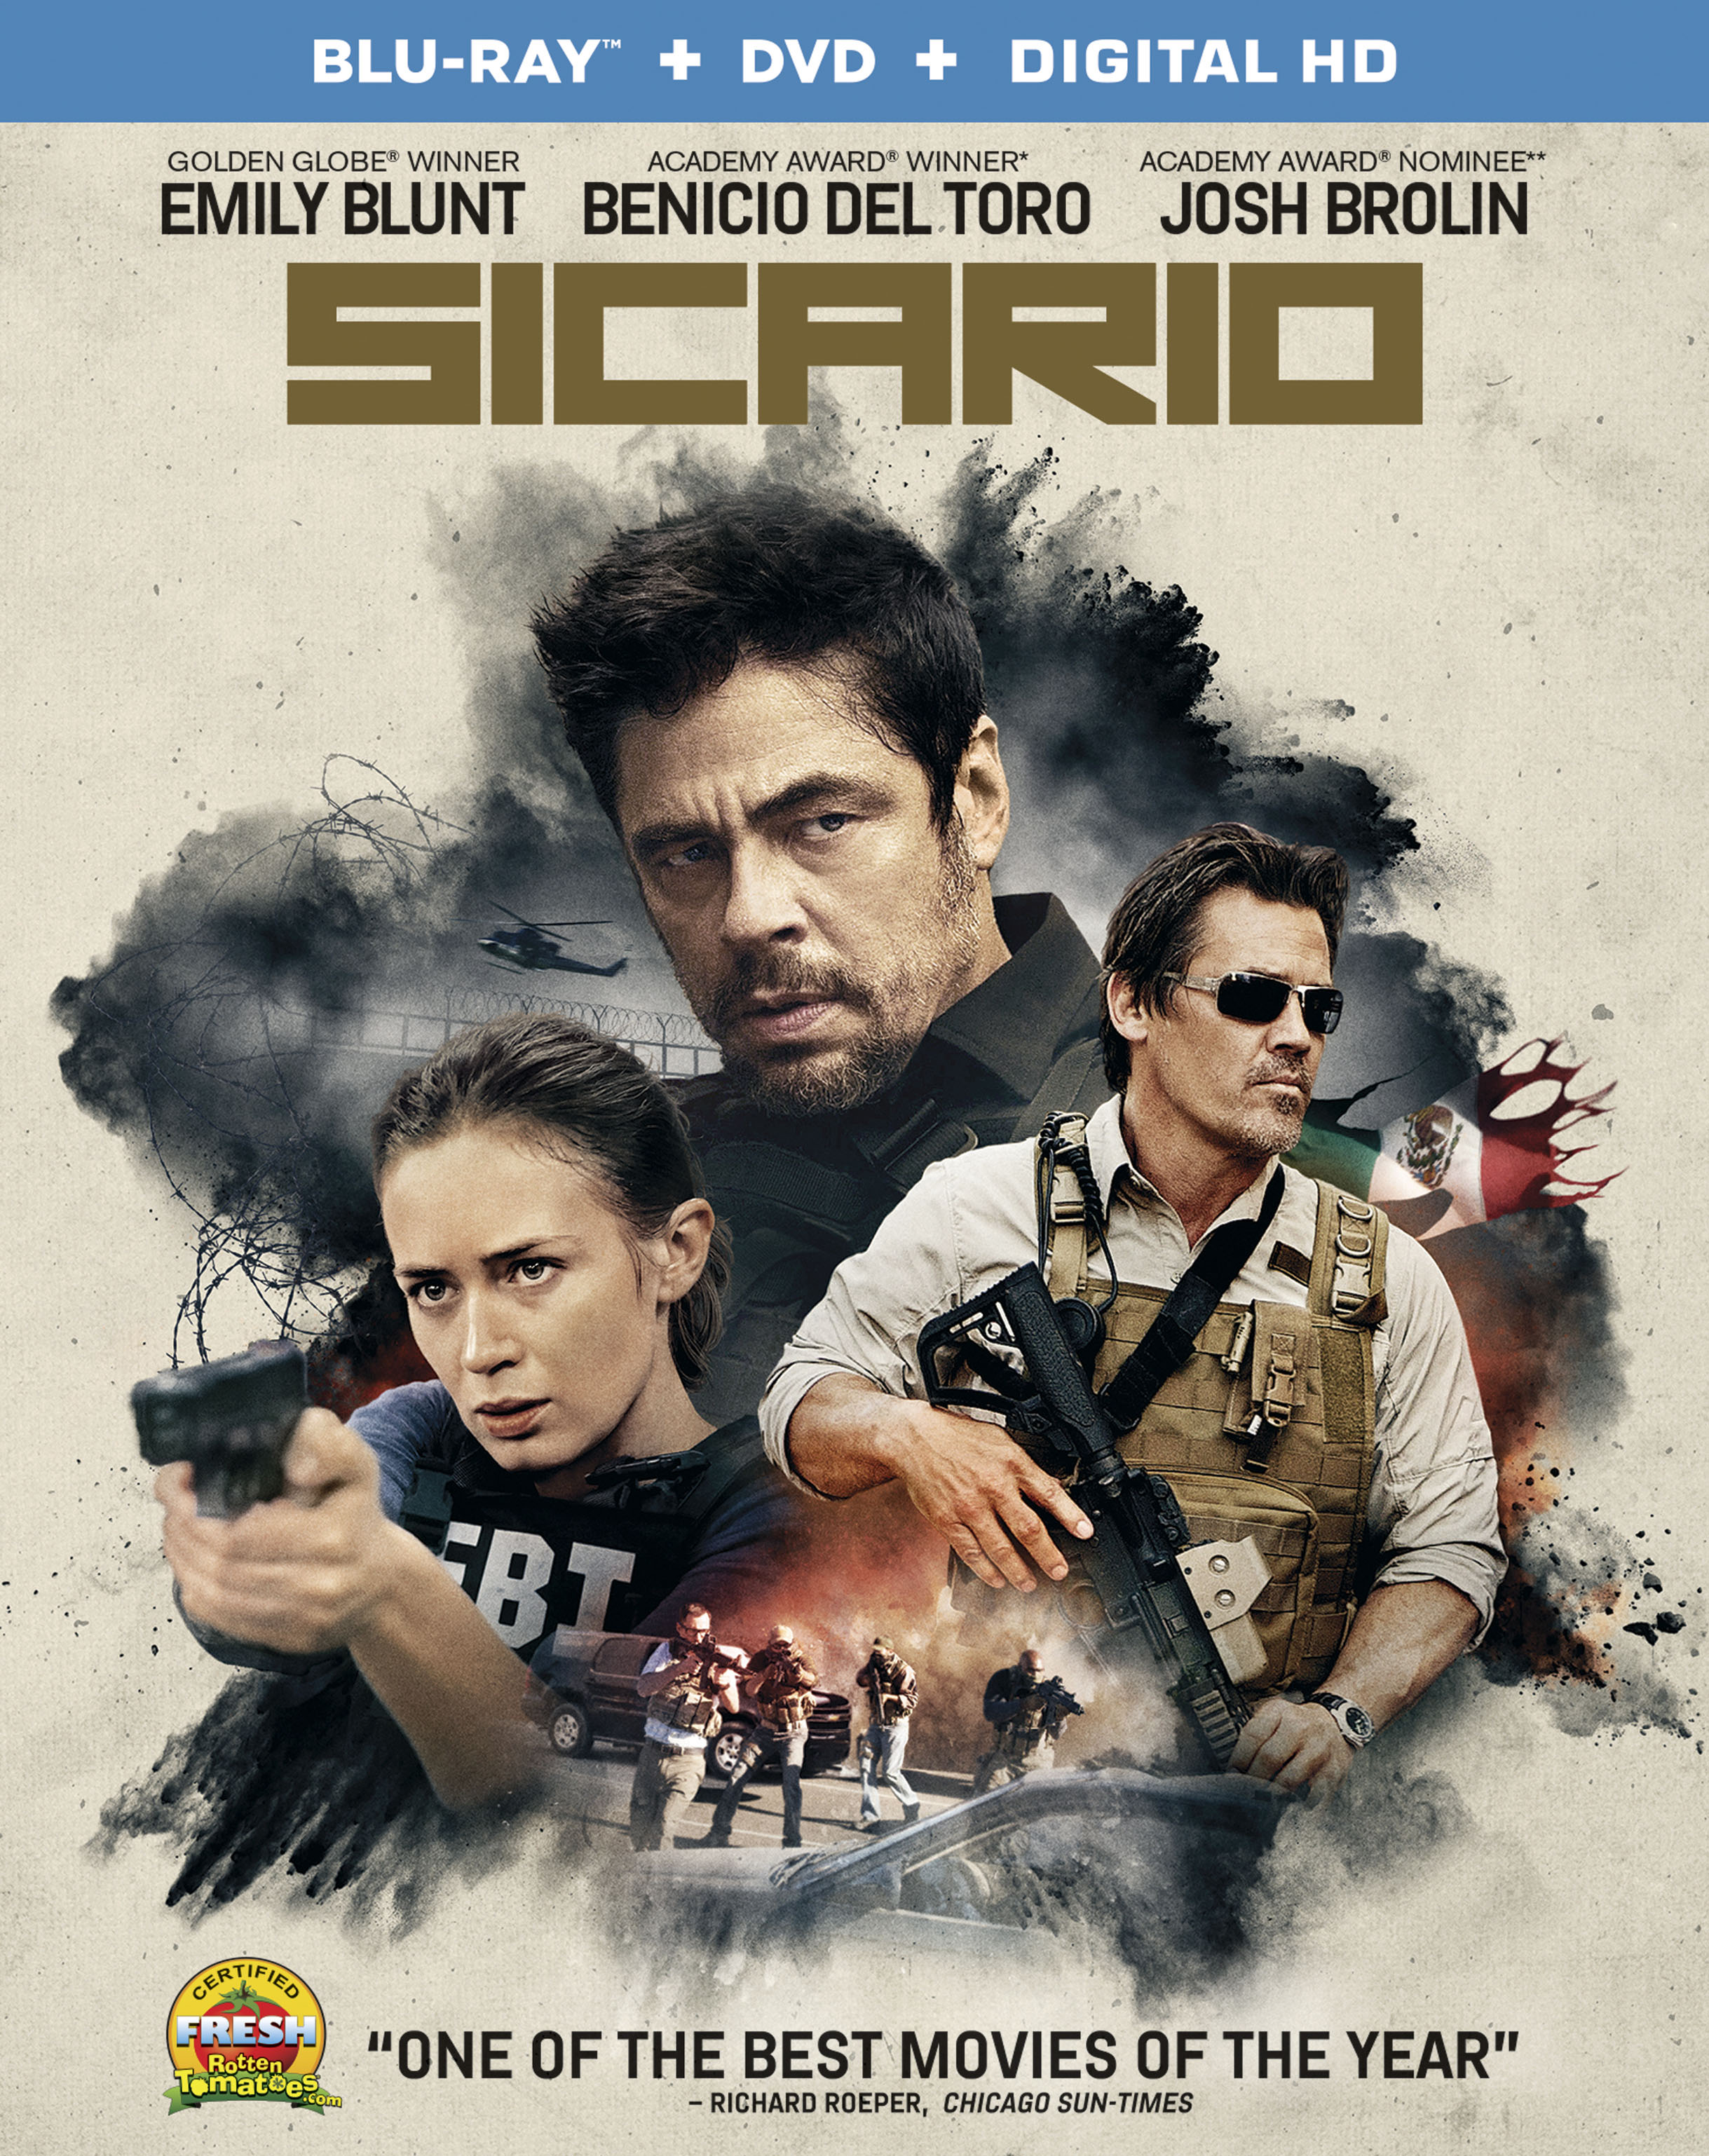 BLU-RAY™ + DVD + DIGITAL HD
GOLDEN GLOBE® WINNER
EMILY BLUNT
ACADEMY AWARD® WINNER*
BENICIO DEL TORO
ACADEMY AWARD® NOMINEE**
JOSH BROLIN
SICARIO
FBI
CERTIFIED
FRESH
Rotten
Tomatoes
.com
“ONE OF THE BEST MOVIES OF THE YEAR”
– RICHARD ROEPER, CHICAGO SUN-TIMES